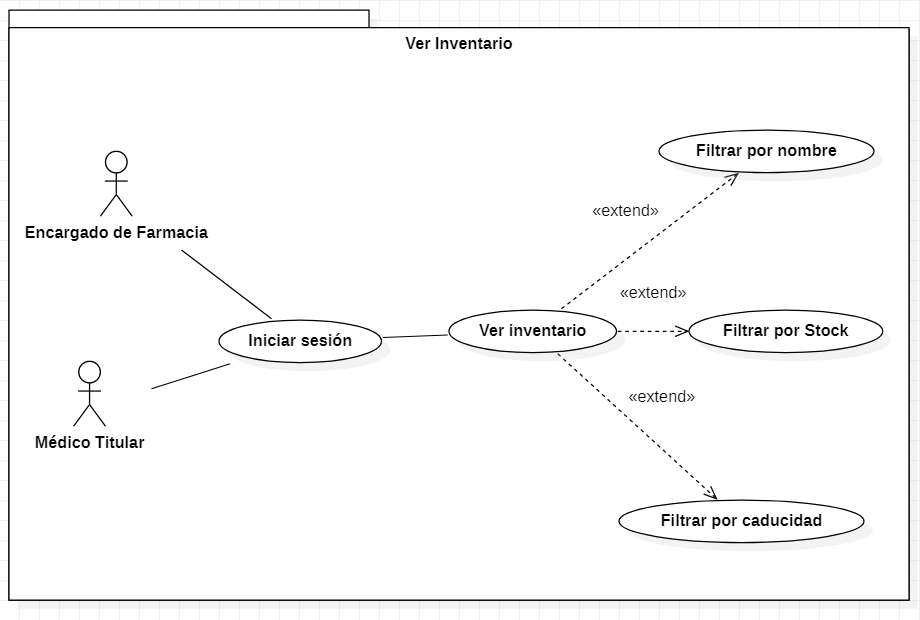 Ver Inventario
Filtrar por nombre
«extend»
Encargado de Farmacia
«extend»
Iniciar sesión
Ver inventario
Filtrar por Stock
«extend»
Médico Titular
Filtrar por caducidad